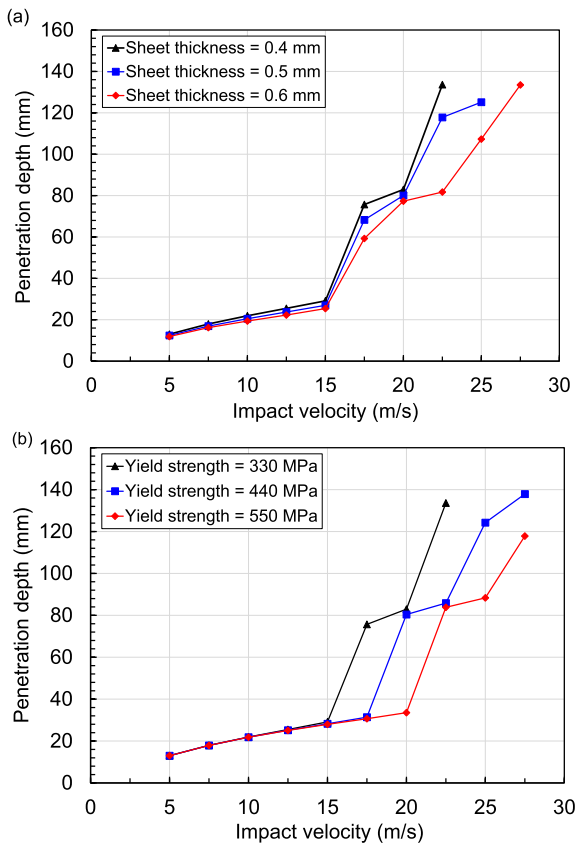 (a)
160
140
120
100
80
60
40
20
0
Penetration depth (mm)
Sheet thickness = 0.4 mm
Sheet thickness = 0.5 mm
Sheet thickness = 0.6 mm
0 5 10 15 20 25 30
Impact velocity (m/s)
(b)
160
140
120
100
80
60
40
20
0
Penetration depth (mm)
Yield strength = 330 MPa
Yield strength = 440 MPa
Yield strength = 550 MPa
0 5 10 15 20 25 30
Impact velocity (m/s)